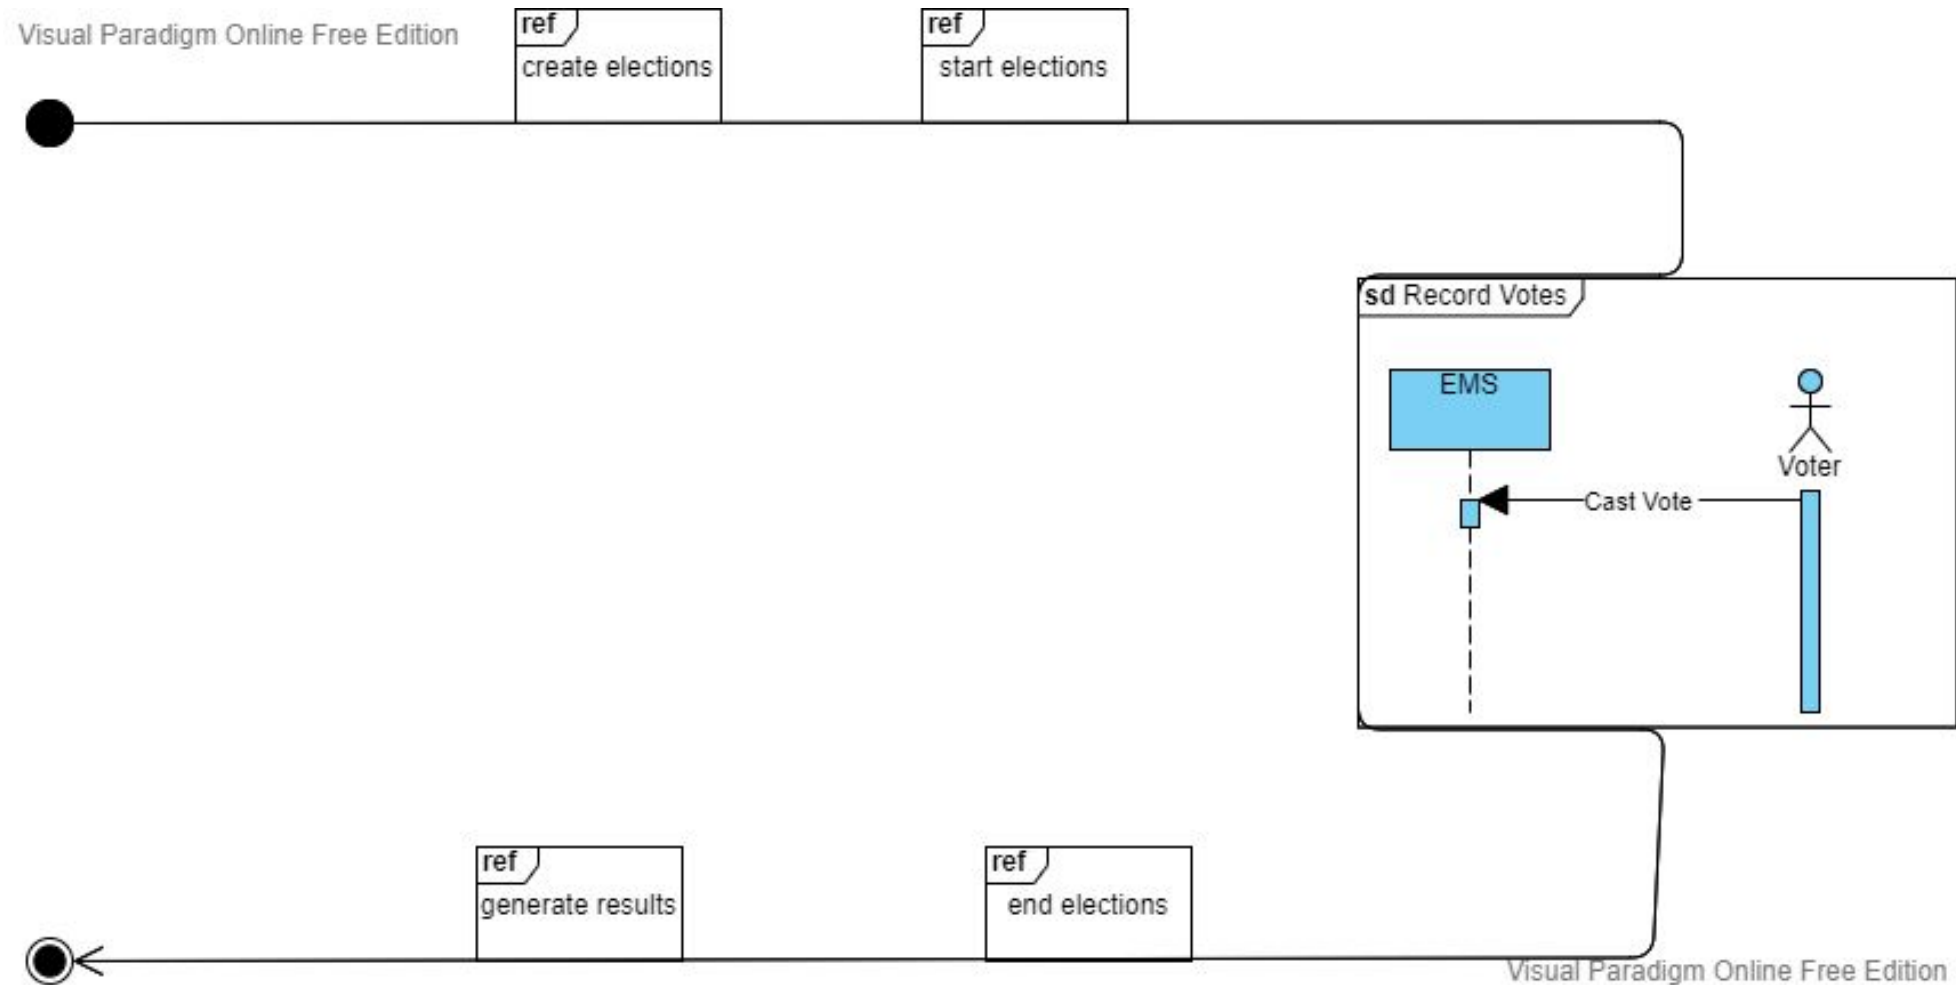 Visual Paradigm Online Free Edition
ref
create elections
ref
start elections
sd Record Votes
EMS
Voter
Cast Vote
ref
generate results
ref
end elections
Visual Paradigm Online Free Edition